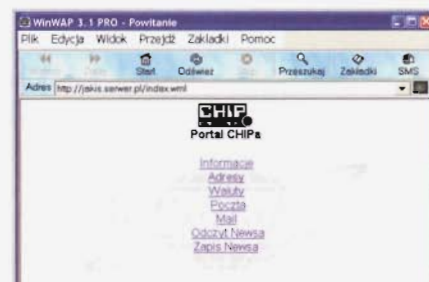 WinWAP 3.1 PRO - Powitanie
Plik Edycja Widok Przejdź Zakładki Pomoc
Start Odśwież Stop Przeszukaj Zakładki SMS
Adres http://jakis.serwer.pl/index.wml
CHIP
Portal CHIPa
Informacje
Adresy
Waluty
Poczta
Mail
Odczyt Newsa
Zapis Newsa